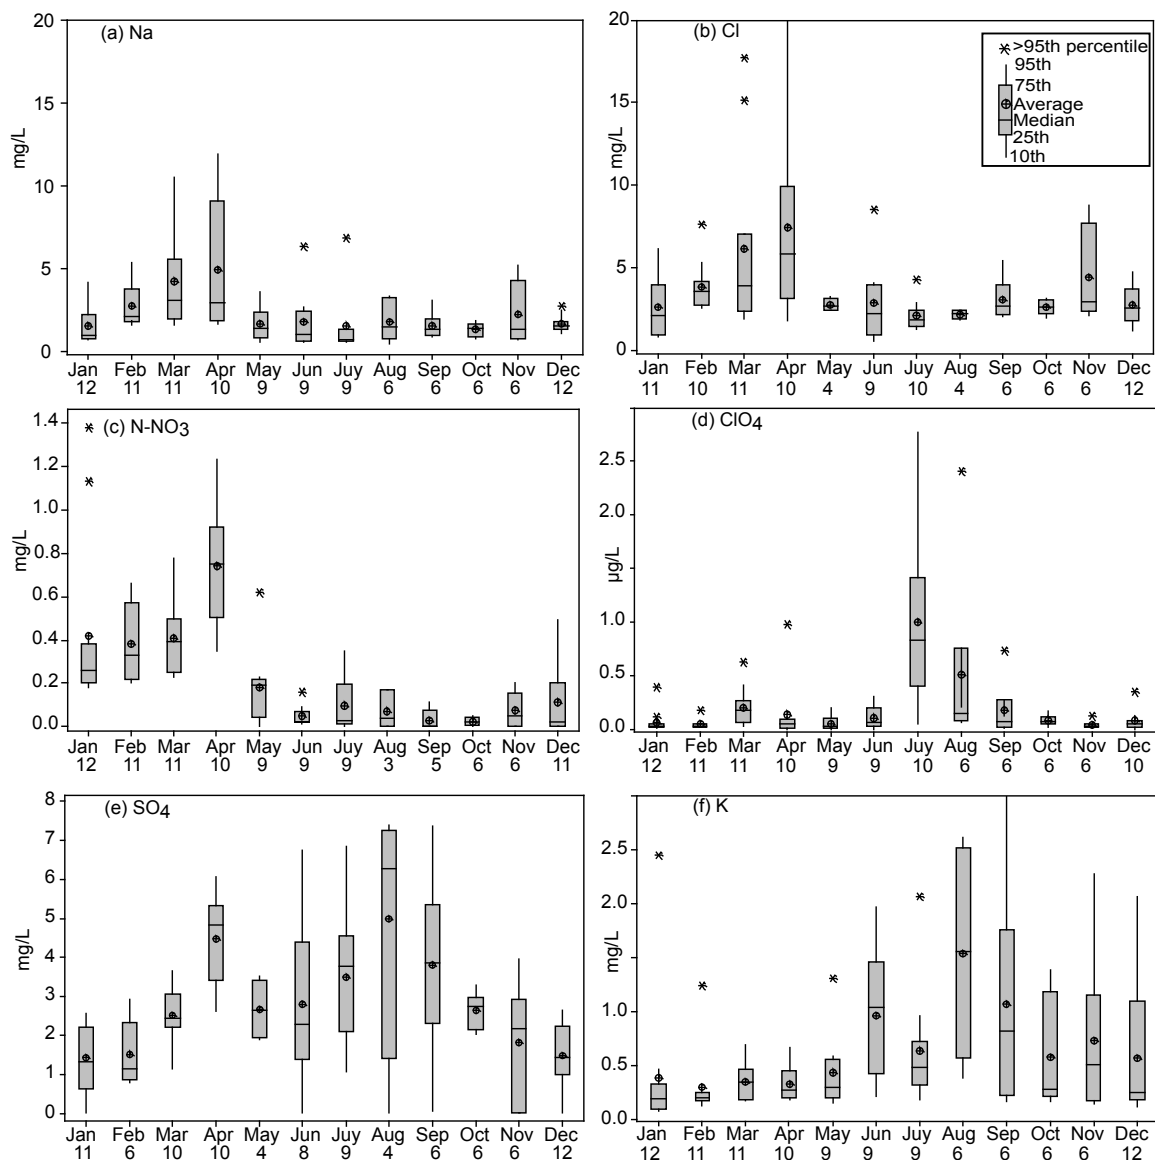 (a) Na
20
15
10
5
0
mg/L
Jan Feb Mar Apr May Jun Juy Aug Sep Oct Nov Dec
12 11 11 10 9 9 9 6 6 6 6 12
(b) Cl
20
15
10
5
0
mg/L
>95th percentile
95th
75th
Average
Median
25th
10th
Jan Feb Mar Apr May Jun Juy Aug Sep Oct Nov Dec
11 10 11 10 4 9 10 4 6 6 6 12
(c) N-NO3
1.4
1.2
1.0
0.8
0.6
0.4
0.2
0.0
mg/L
Jan Feb Mar Apr May Jun Juy Aug Sep Oct Nov Dec
12 11 11 10 9 9 9 3 5 6 6 11
(d) ClO4
2.5
2.0
µg/L
1.0
0.5
0.0
Jan Feb Mar Apr May Jun Juy Aug Sep Oct Nov Dec
12 11 11 10 9 9 10 6 6 6 6 10
(e) SO4
8
7
6
5
4
3
2
1
0
mg/L
Jan Feb Mar Apr May Jun Juy Aug Sep Oct Nov Dec
11 6 10 10 4 8 9 4 6 6 6 12
(f) K
2.5
2.0
1.5
1.0
0.5
0.0
mg/L
Jan Feb Mar Apr May Jun Juy Aug Sep Oct Nov Dec
12 11 11 10 9 9 9 6 6 6 6 12